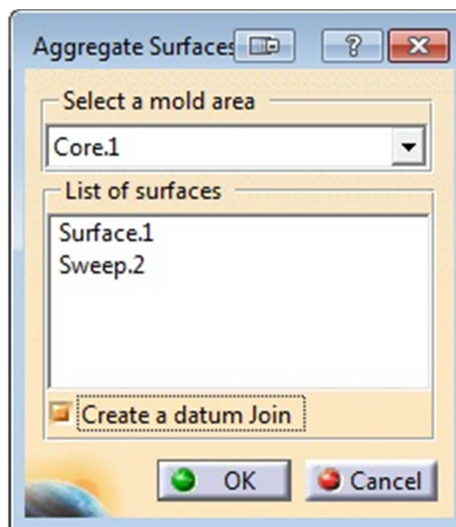 Aggregate Surfaces
?
Select a mold area
Core.1
List of surfaces
Surface.1
Sweep.2
Create a datum Join
OK
Cancel